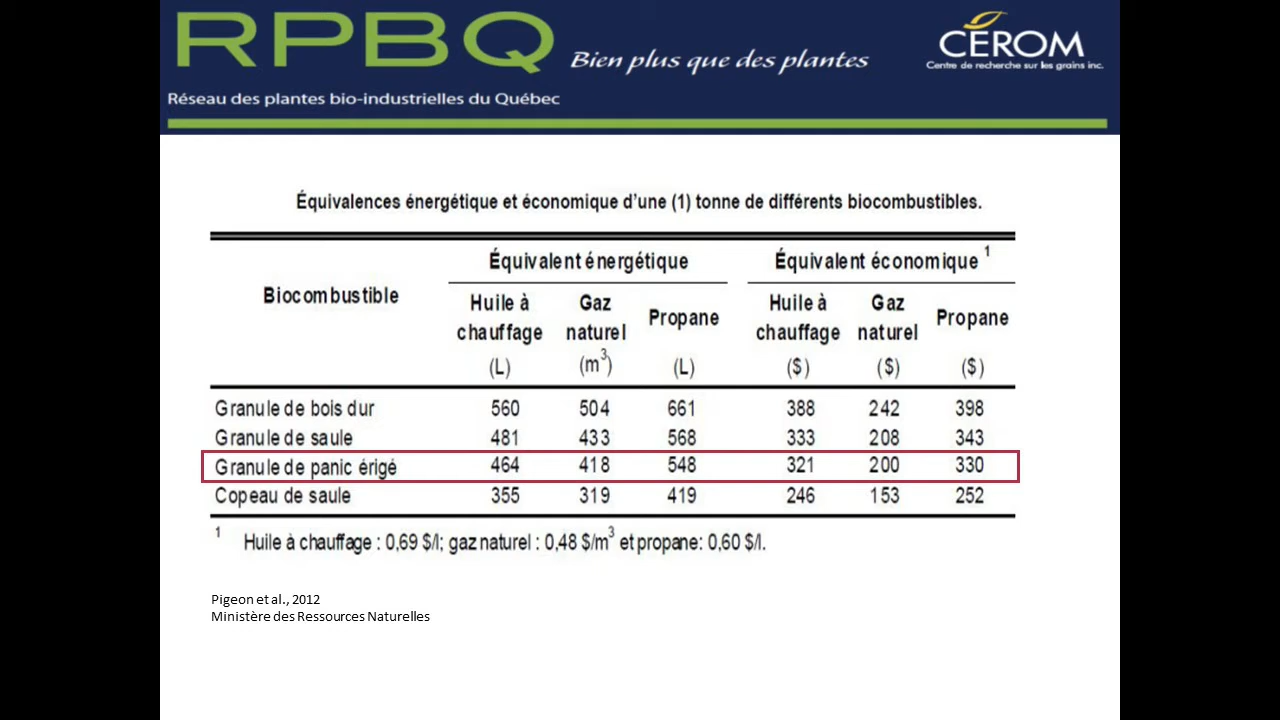 RPBQ
Bien plus que des plantes
CÉROM
Centre de recherche sur les grains inc.
Réseau des plantes bio-industrielles du Québec
Équivalences énergétique et économique d'une (1) tonne de différents biocombustibles.
Biocombustible Équivalent énergétique Équivalent économique 1
Huile à chauffage (L) Gaz naturel (m3) Propane (L) Huile à chauffage ($) Gaz naturel ($) Propane ($)
Granule de bois dur 560 504 661 388 242 398
Granule de saule 481 433 568 333 208 343
Granule de panic érigé 464 418 548 321 200 330
Copeau de saule 355 319 419 246 153 252
1 Huile à chauffage : 0,69 $/l; gaz naturel : 0,48 $/m3 et propane: 0,60 $/l.
Pigeon et al., 2012
Ministère des Ressources Naturelles